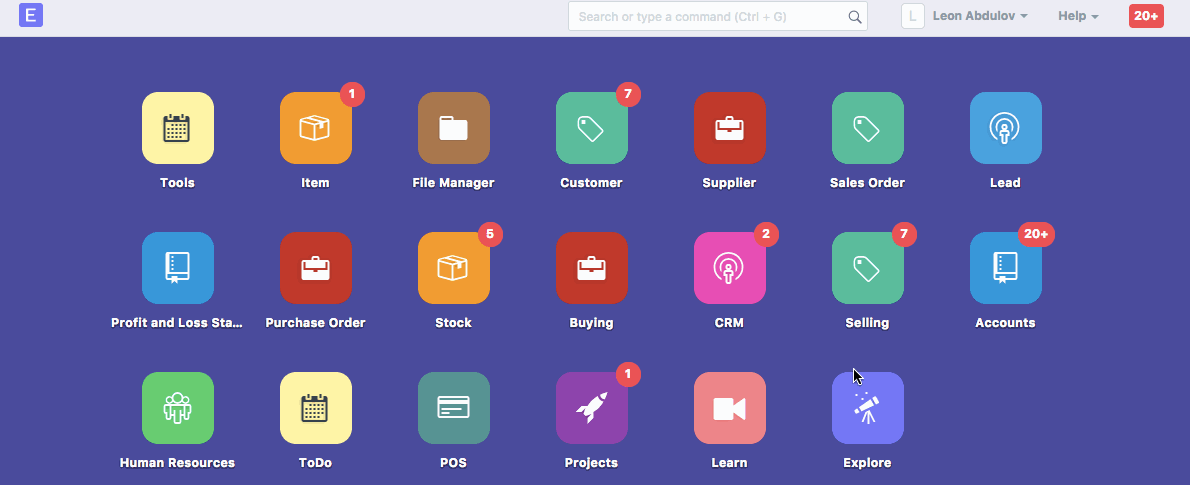 E
Search or type a command (Ctrl + G)
L
Leon Abdulov
Help
20+
1
7
Tools
Item
File Manager
Customer
Supplier
Sales Order
Lead
5
2
7
20+
Profit and Loss Sta...
Purchase Order
Stock
Buying
CRM
Selling
Accounts
1
Human Resources
ToDo
POS
Projects
Learn
Explore